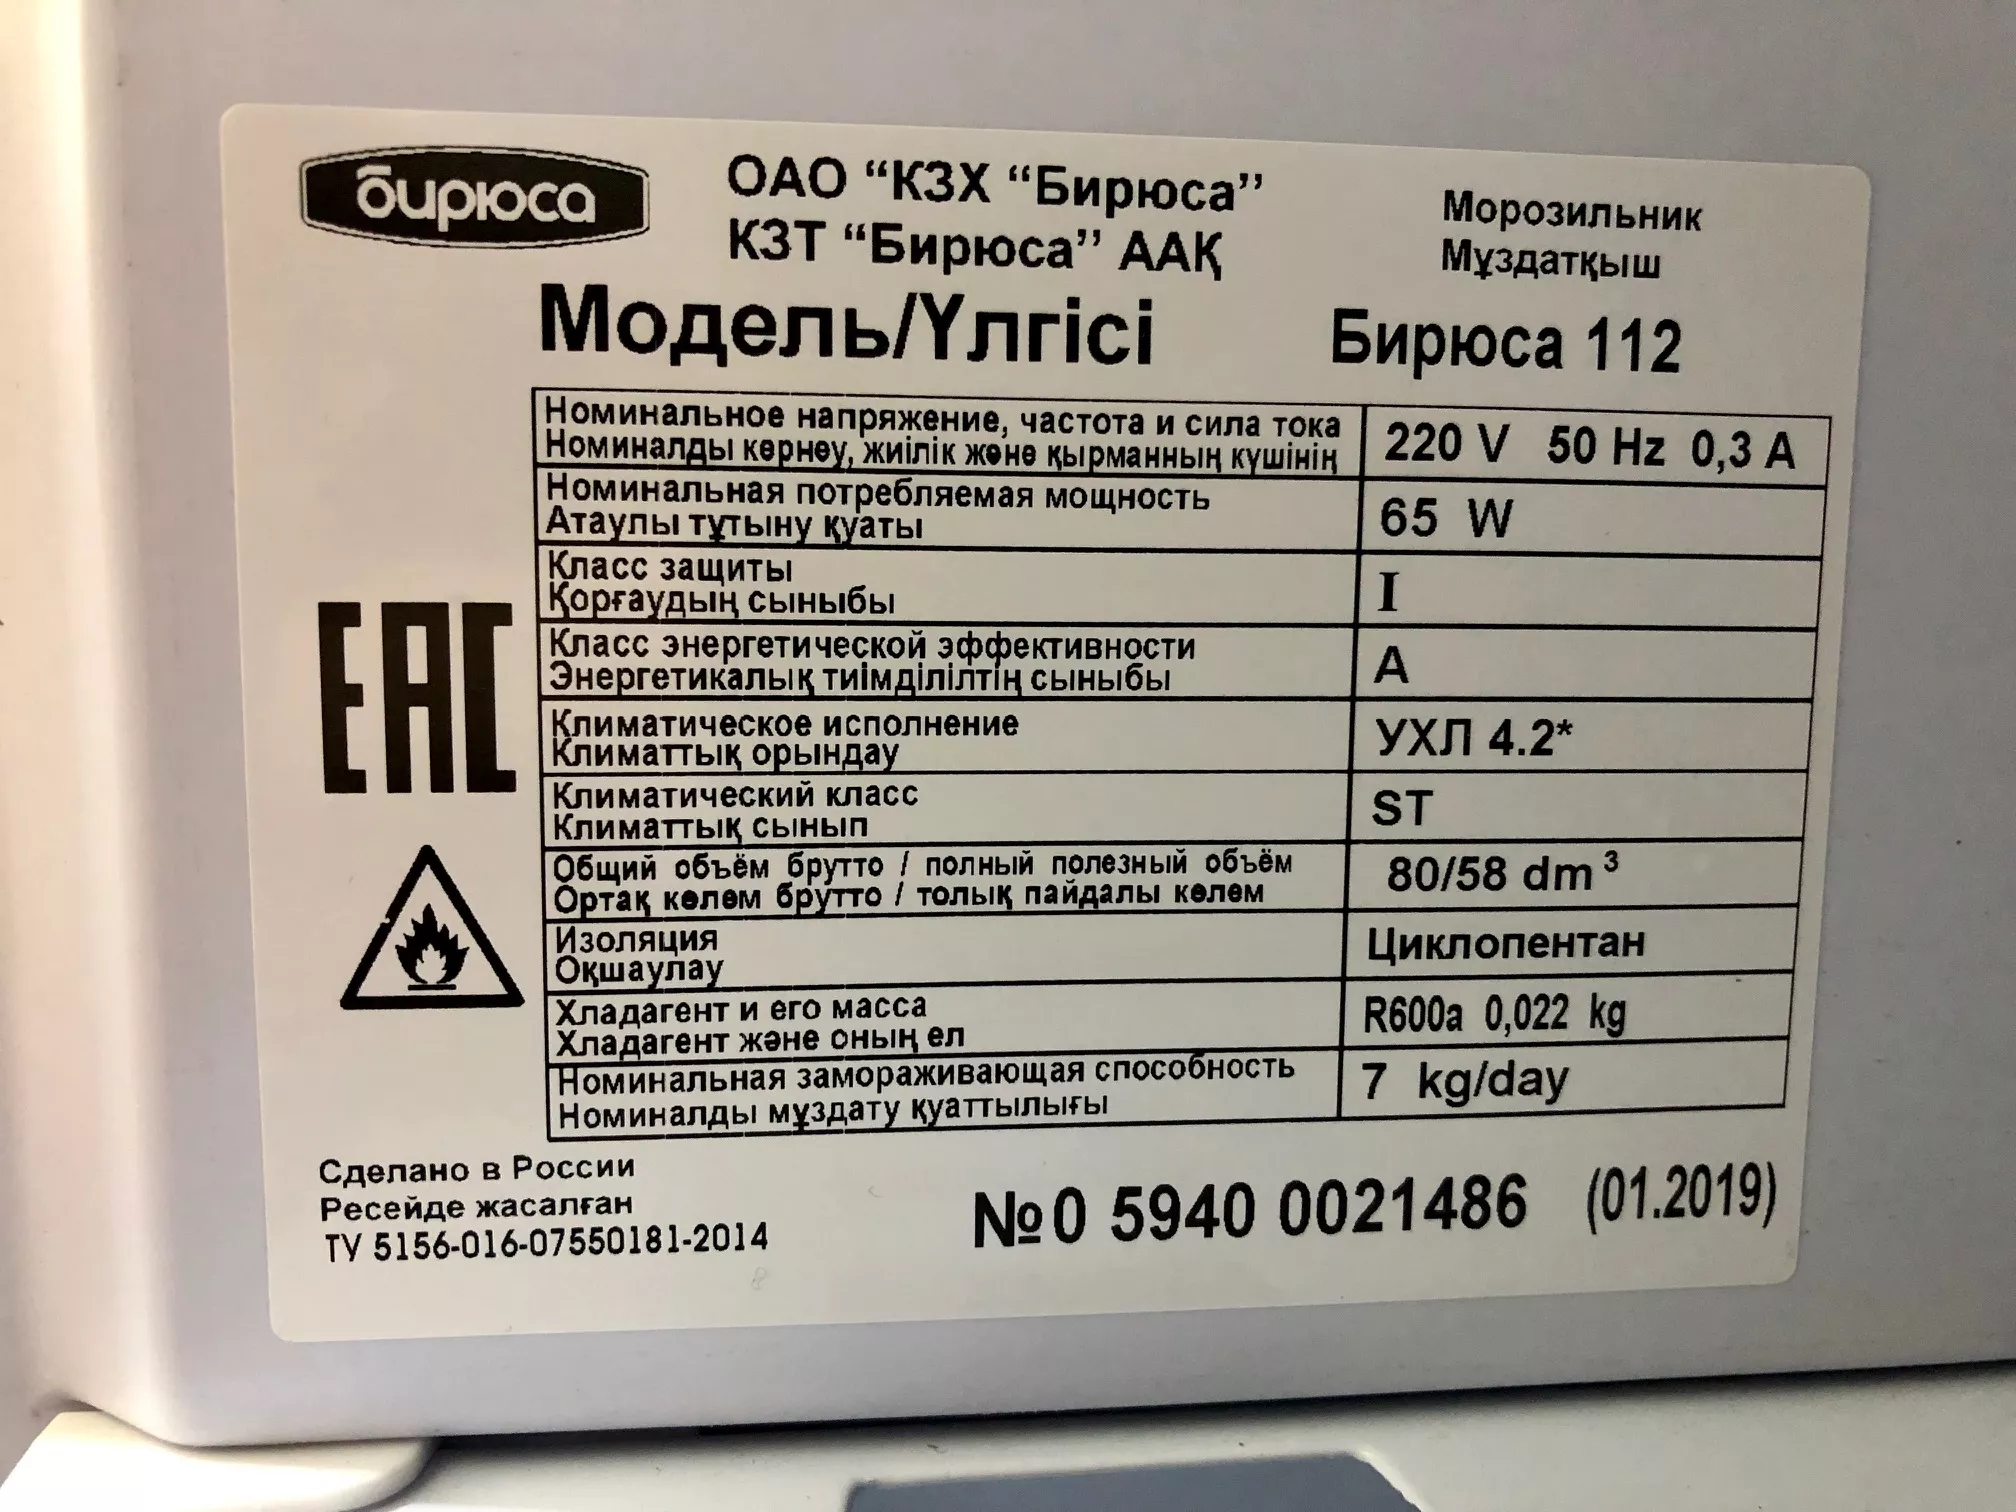 бирюса
ОАО “КЗХ “Бирюса”
КЗТ “Бирюса” ААҚ
Морозильник
Мұздатқыш
Модель/Үлгісі
Бирюса 112
Номинальное напряжение, частота и сила тока
Номиналды көрнеу, жиілік жөне қырманның күшінің
220 V 50 Hz 0,3 A
Номинальная потребляемая мощность
Атаулы тұтыну қуаты
65 W
Класс защиты
Қорғаудың сыныбы
I
Класс энергетической эффективности
Энергетикалық тиімділілтің сыныбы
A
Климатическое исполнение
Климаттық орындау
УХЛ 4.2*
Климатический класс
Климаттық сынып
ST
Общий объём брутто / полный полезный объём
Ортақ көлем брутто / толық пайдалы көлем
80/58 dm³
Изоляция
Оқшаулау
Циклопентан
Хладагент и его масса
Хладагент және оның ел
R600a 0,022 kg
Номинальная замораживающая способность
Номиналды мұздату қуаттылығы
7 kg/day
EAC
Сделано в России
Ресейде жасалған
ТУ 5156-016-07550181-2014
№0 5940 0021486 (01.2019)